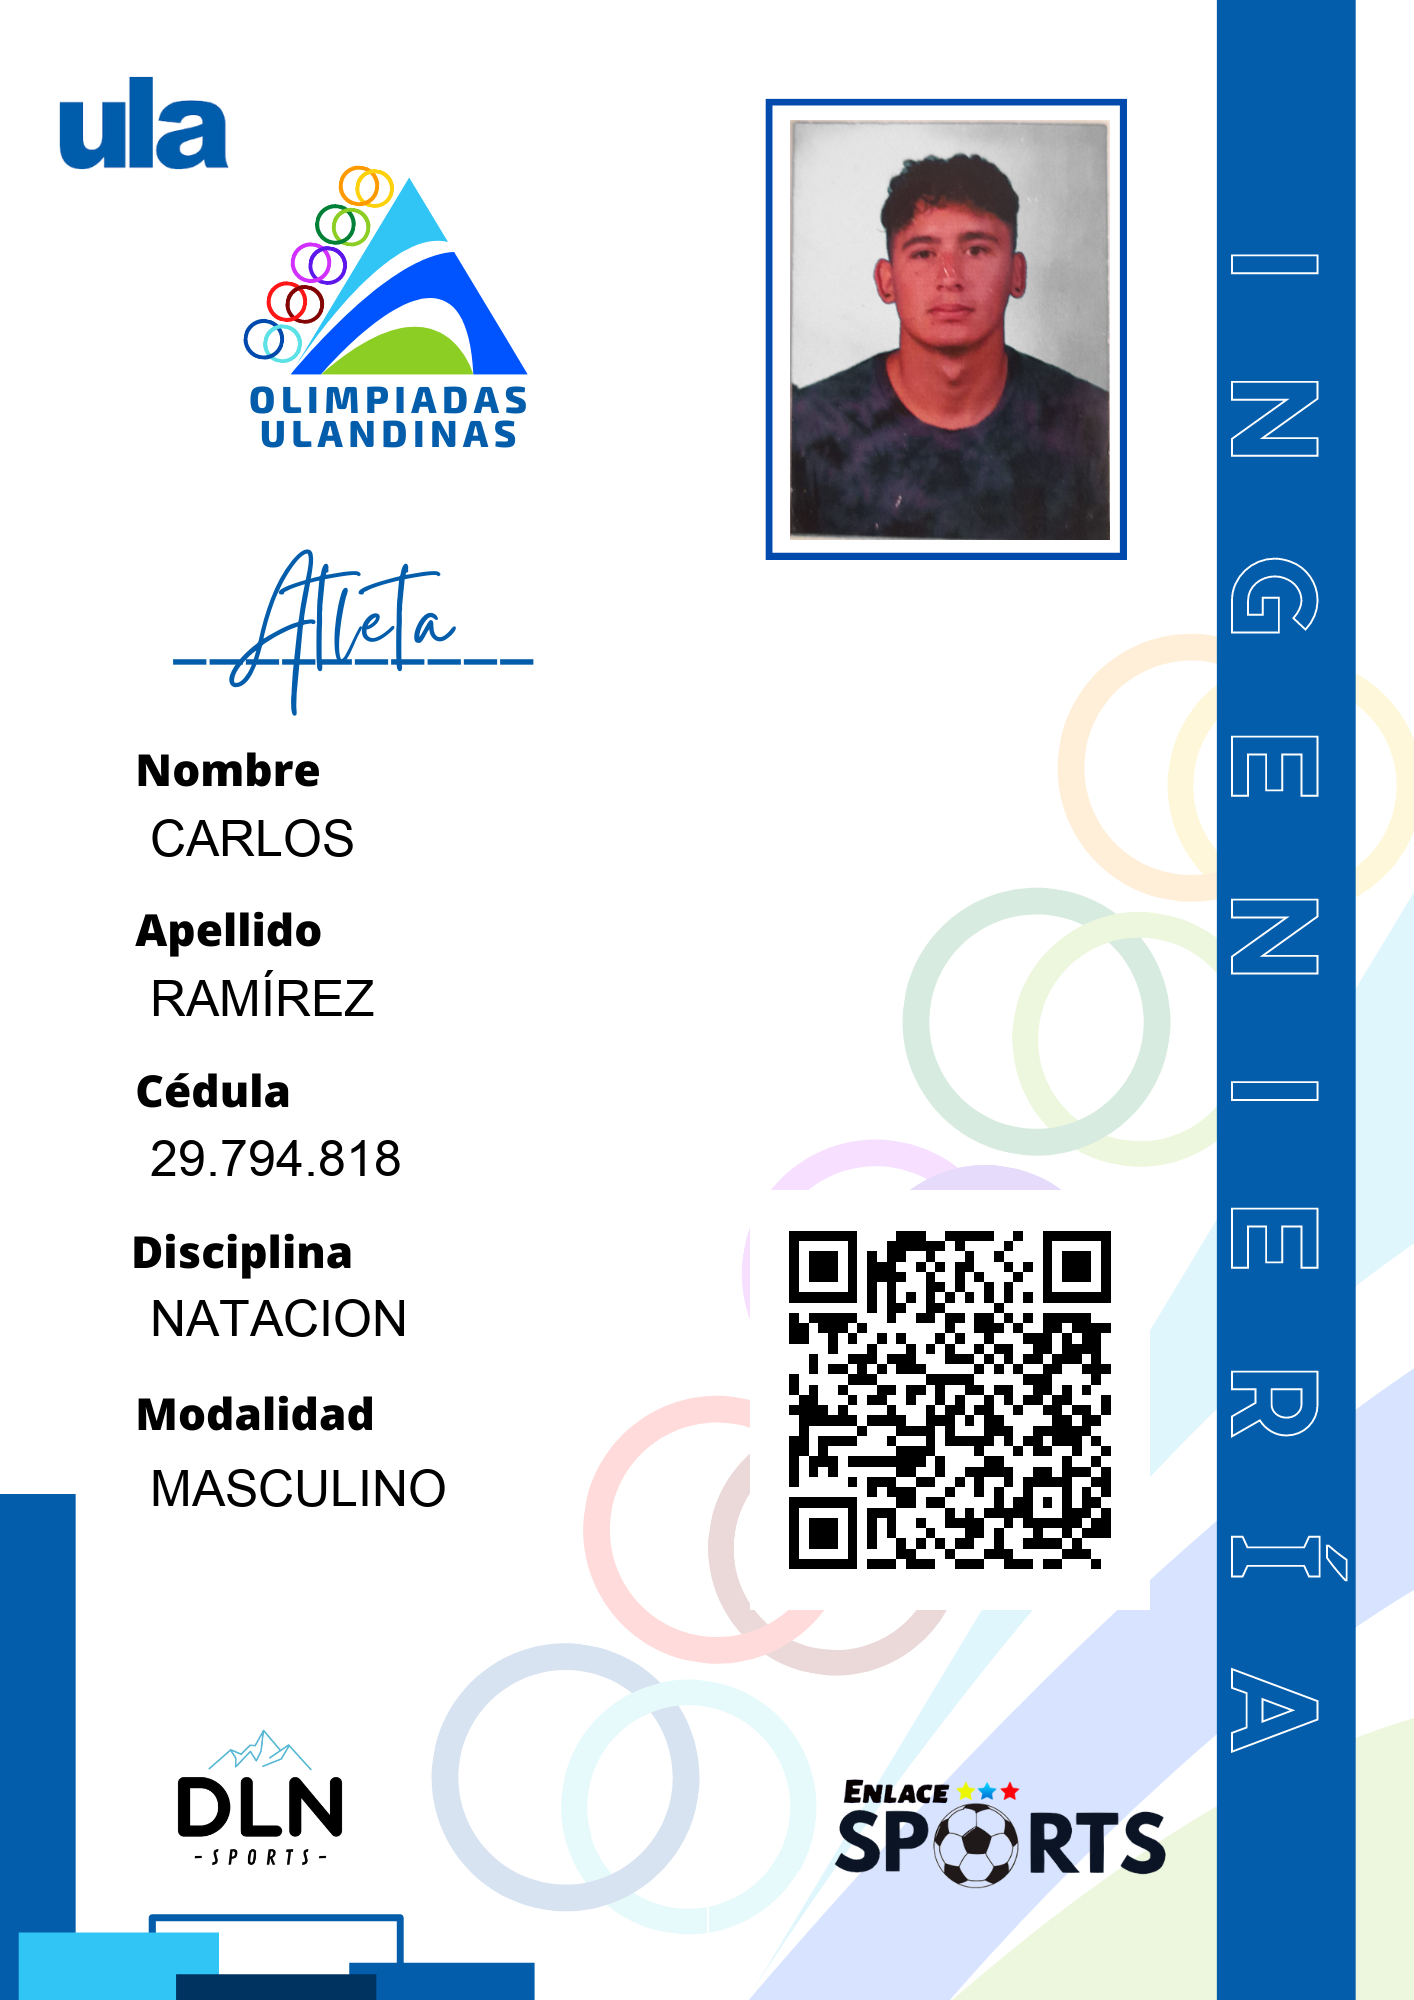 ula
OLIMPIADAS
ULANDINAS
Atleta
Nombre
CARLOS
Apellido
RAMÍREZ
Cédula
29.794.818
Disciplina
NATACION
Modalidad
MASCULINO
INGENIERÍA
DLN
-SPORTS-
ENLACE
SPORTS